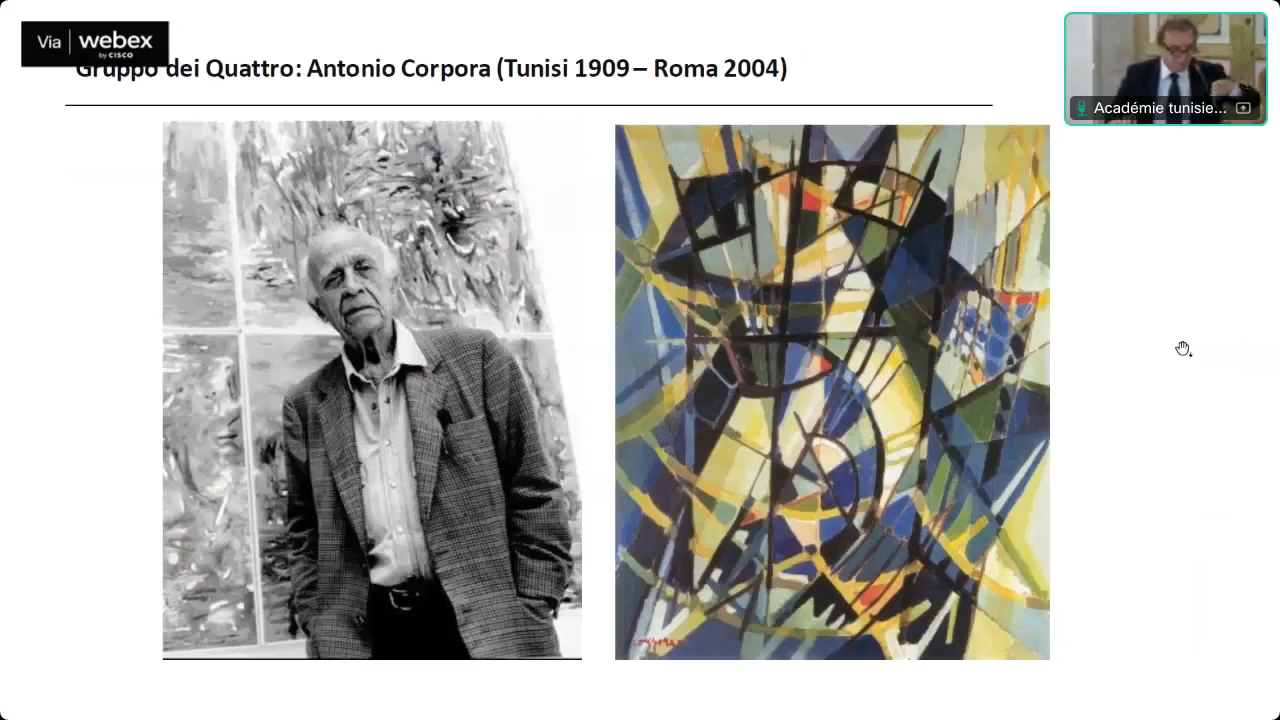 Via webex
by CISCO
Gruppo dei Quattro: Antonio Corpora (Tunisi 1909 – Roma 2004)
Académie tunisie...